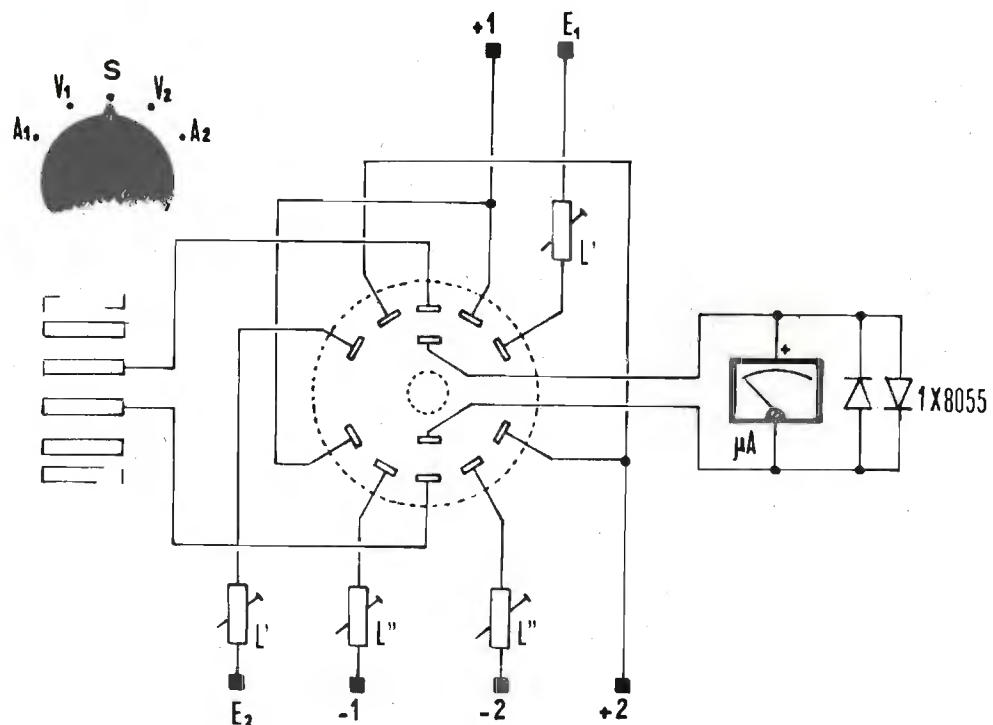 +1 E₁
S
V₁ V₂
A₁ A₂
L'
+
1X8055
µA
L' L" L"
E₂ -1 -2 +2